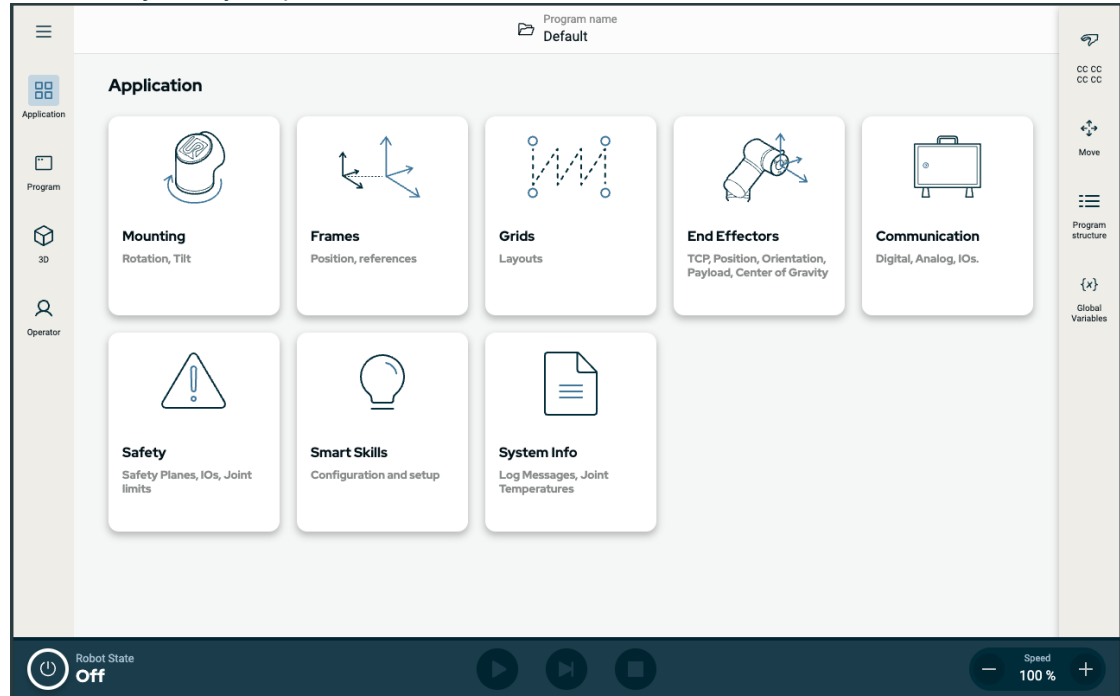 Program name
Default
Application
Program
3D
Operator
Application
Mounting
Rotation, Tilt
Frames
Position, references
Grids
Layouts
End Effectors
TCP, Position, Orientation,
Payload, Center of Gravity
Communication
Digital, Analog, IOs.
Safety
Safety Planes, IOs, Joint
limits
Smart Skills
Configuration and setup
System Info
Log Messages, Joint
Temperatures
CC CC
CC CC
Move
Program
structure
{x}
Global
Variables
Robot State
Off
Speed
100 %